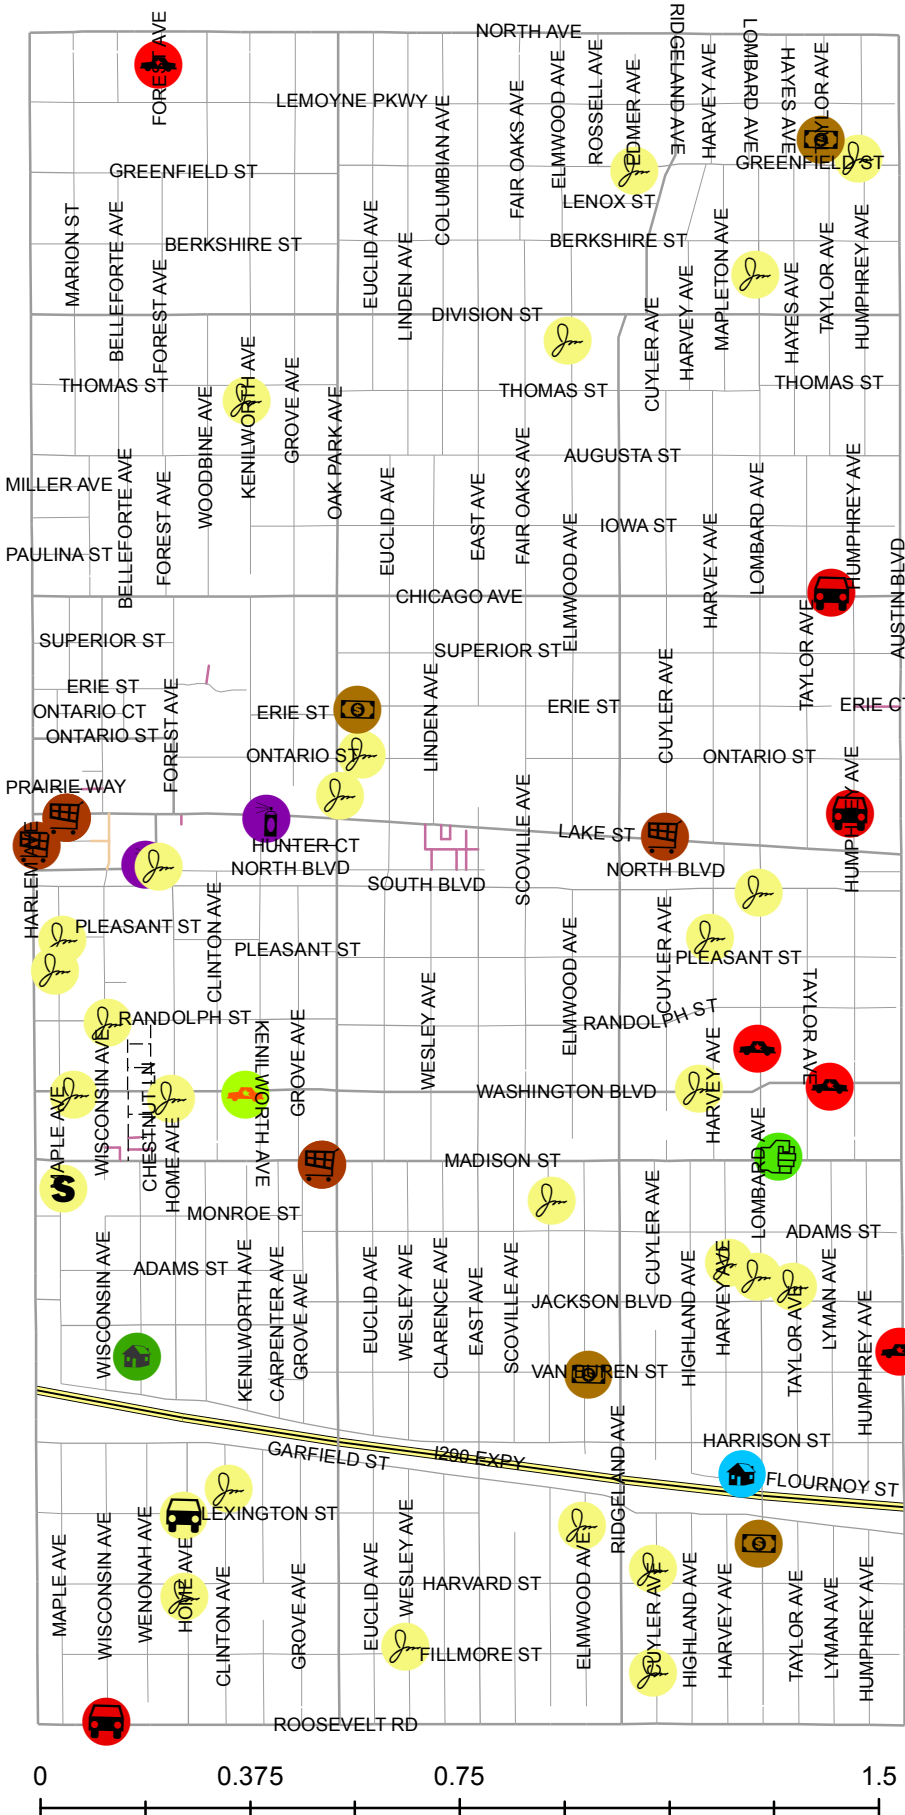 NORTH AVE
FOREST AVE
RIDGELAND AVE
LOMBARD AVE
LEMOYNE PKWY
COLUMBIAN AVE
FAIR OAKS AVE
ELMWOOD AVE
ROSSELL AVE
EDMER AVE
HARVEY AVE
HAYES AVE
TAYLOR AVE
GREENFIELD ST
GREENFIELD ST
LENOX ST
MARION ST
BELLEFORTE AVE
BERKSHIRE ST
FOREST AVE
EUCLID AVE
LINDEN AVE
BERKSHIRE ST
MAPLETON AVE
TAYLOR AVE
HUMPHREY AVE
HAYES AVE
HARVEY AVE
CUYLER AVE
DIVISION ST
THOMAS ST
KENILWORTH AVE
GROVE AVE
WOODBINE AVE
OAK PARK AVE
THOMAS ST
THOMAS ST
FAIR OAKS AVE
AUGUSTA ST
HUMPHREY AVE
MILLER AVE
BELLEFORTE AVE
FOREST AVE
EUCLID AVE
EAST AVE
LOMBARD AVE
IOWA ST
ELMWOOD AVE
HARVEY AVE
AUSTIN BLVD
PAULINA ST
CHICAGO AVE
TAYLOR AVE
SUPERIOR ST
SUPERIOR ST
CUYLER AVE
LINDEN AVE
ERIE ST
FOREST AVE
ONTARIO CT
ERIE ST
ERIE ST
ERIE CT
ONTARIO ST
ONTARIO ST
ONTARIO ST
HUMPHREY AVE
PRAIRIE WAY
SCOVILLE AVE
HARLEM AVE
LAKE ST
HUNTER CT
NORTH BLVD
NORTH BLVD
SOUTH BLVD
CLINTON AVE
CUYLER AVE
PLEASANT ST
PLEASANT ST
ELMWOOD AVE
PLEASANT ST
WESLEY AVE
TAYLOR AVE
RANDOLPH ST
RANDOLPH ST
KENILWORTH AVE
GROVE AVE
WISCONSIN AVE
CHESTNUT LN
HARVEY AVE
WASHINGTON BLVD
MAPLE AVE
HOME AVE
LOMBARD AVE
MADISON ST
CUYLER AVE
MONROE ST
ADAMS ST
WISCONSIN AVE
ADAMS ST
KENILWORTH AVE
CARPENTER AVE
GROVE AVE
EUCLID AVE
WESLEY AVE
CLARENCE AVE
EAST AVE
SCOVILLE AVE
JACKSON BLVD
HIGHLAND AVE
HARVEY AVE
TAYLOR AVE
LYMAN AVE
HUMPHREY AVE
VAN BUREN ST
RIDGELAND AVE
HARRISON ST
GARFIELD ST
I290 EXPY
FLOURNOY ST
LEXINGTON ST
MAPLE AVE
WISCONSIN AVE
WENONAH AVE
HOME AVE
CLINTON AVE
GROVE AVE
EUCLID AVE
WESLEY AVE
HARVARD ST
ELMWOOD AVE
CUYLER AVE
HIGHLAND AVE
HARVEY AVE
TAYLOR AVE
LYMAN AVE
HUMPHREY AVE
FILLMORE ST
ROOSEVELT RD
0 0.375 0.75 1.5